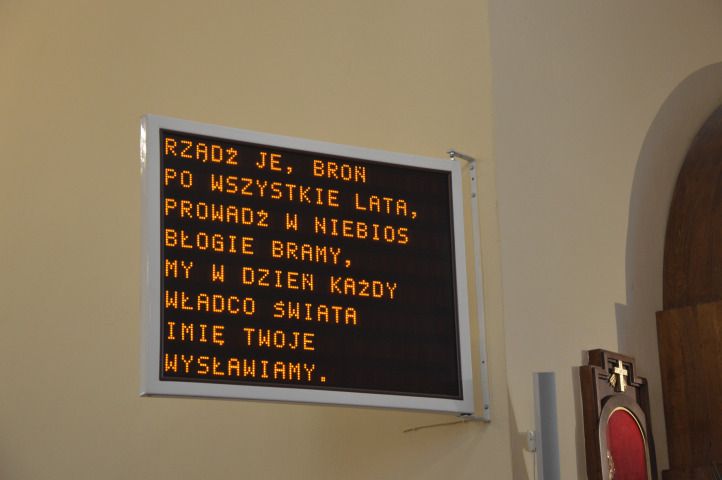 RZĄDŹ JE, BROŃ
PO WSZYSTKIE LATA,
PROWADŹ W NIEBIOS
BŁOGIE BRAMY,
MY W DZIEŃ KAŻDY
WŁADCO ŚWIATA
IMIĘ TWOJE
WYSŁAWIAMY.